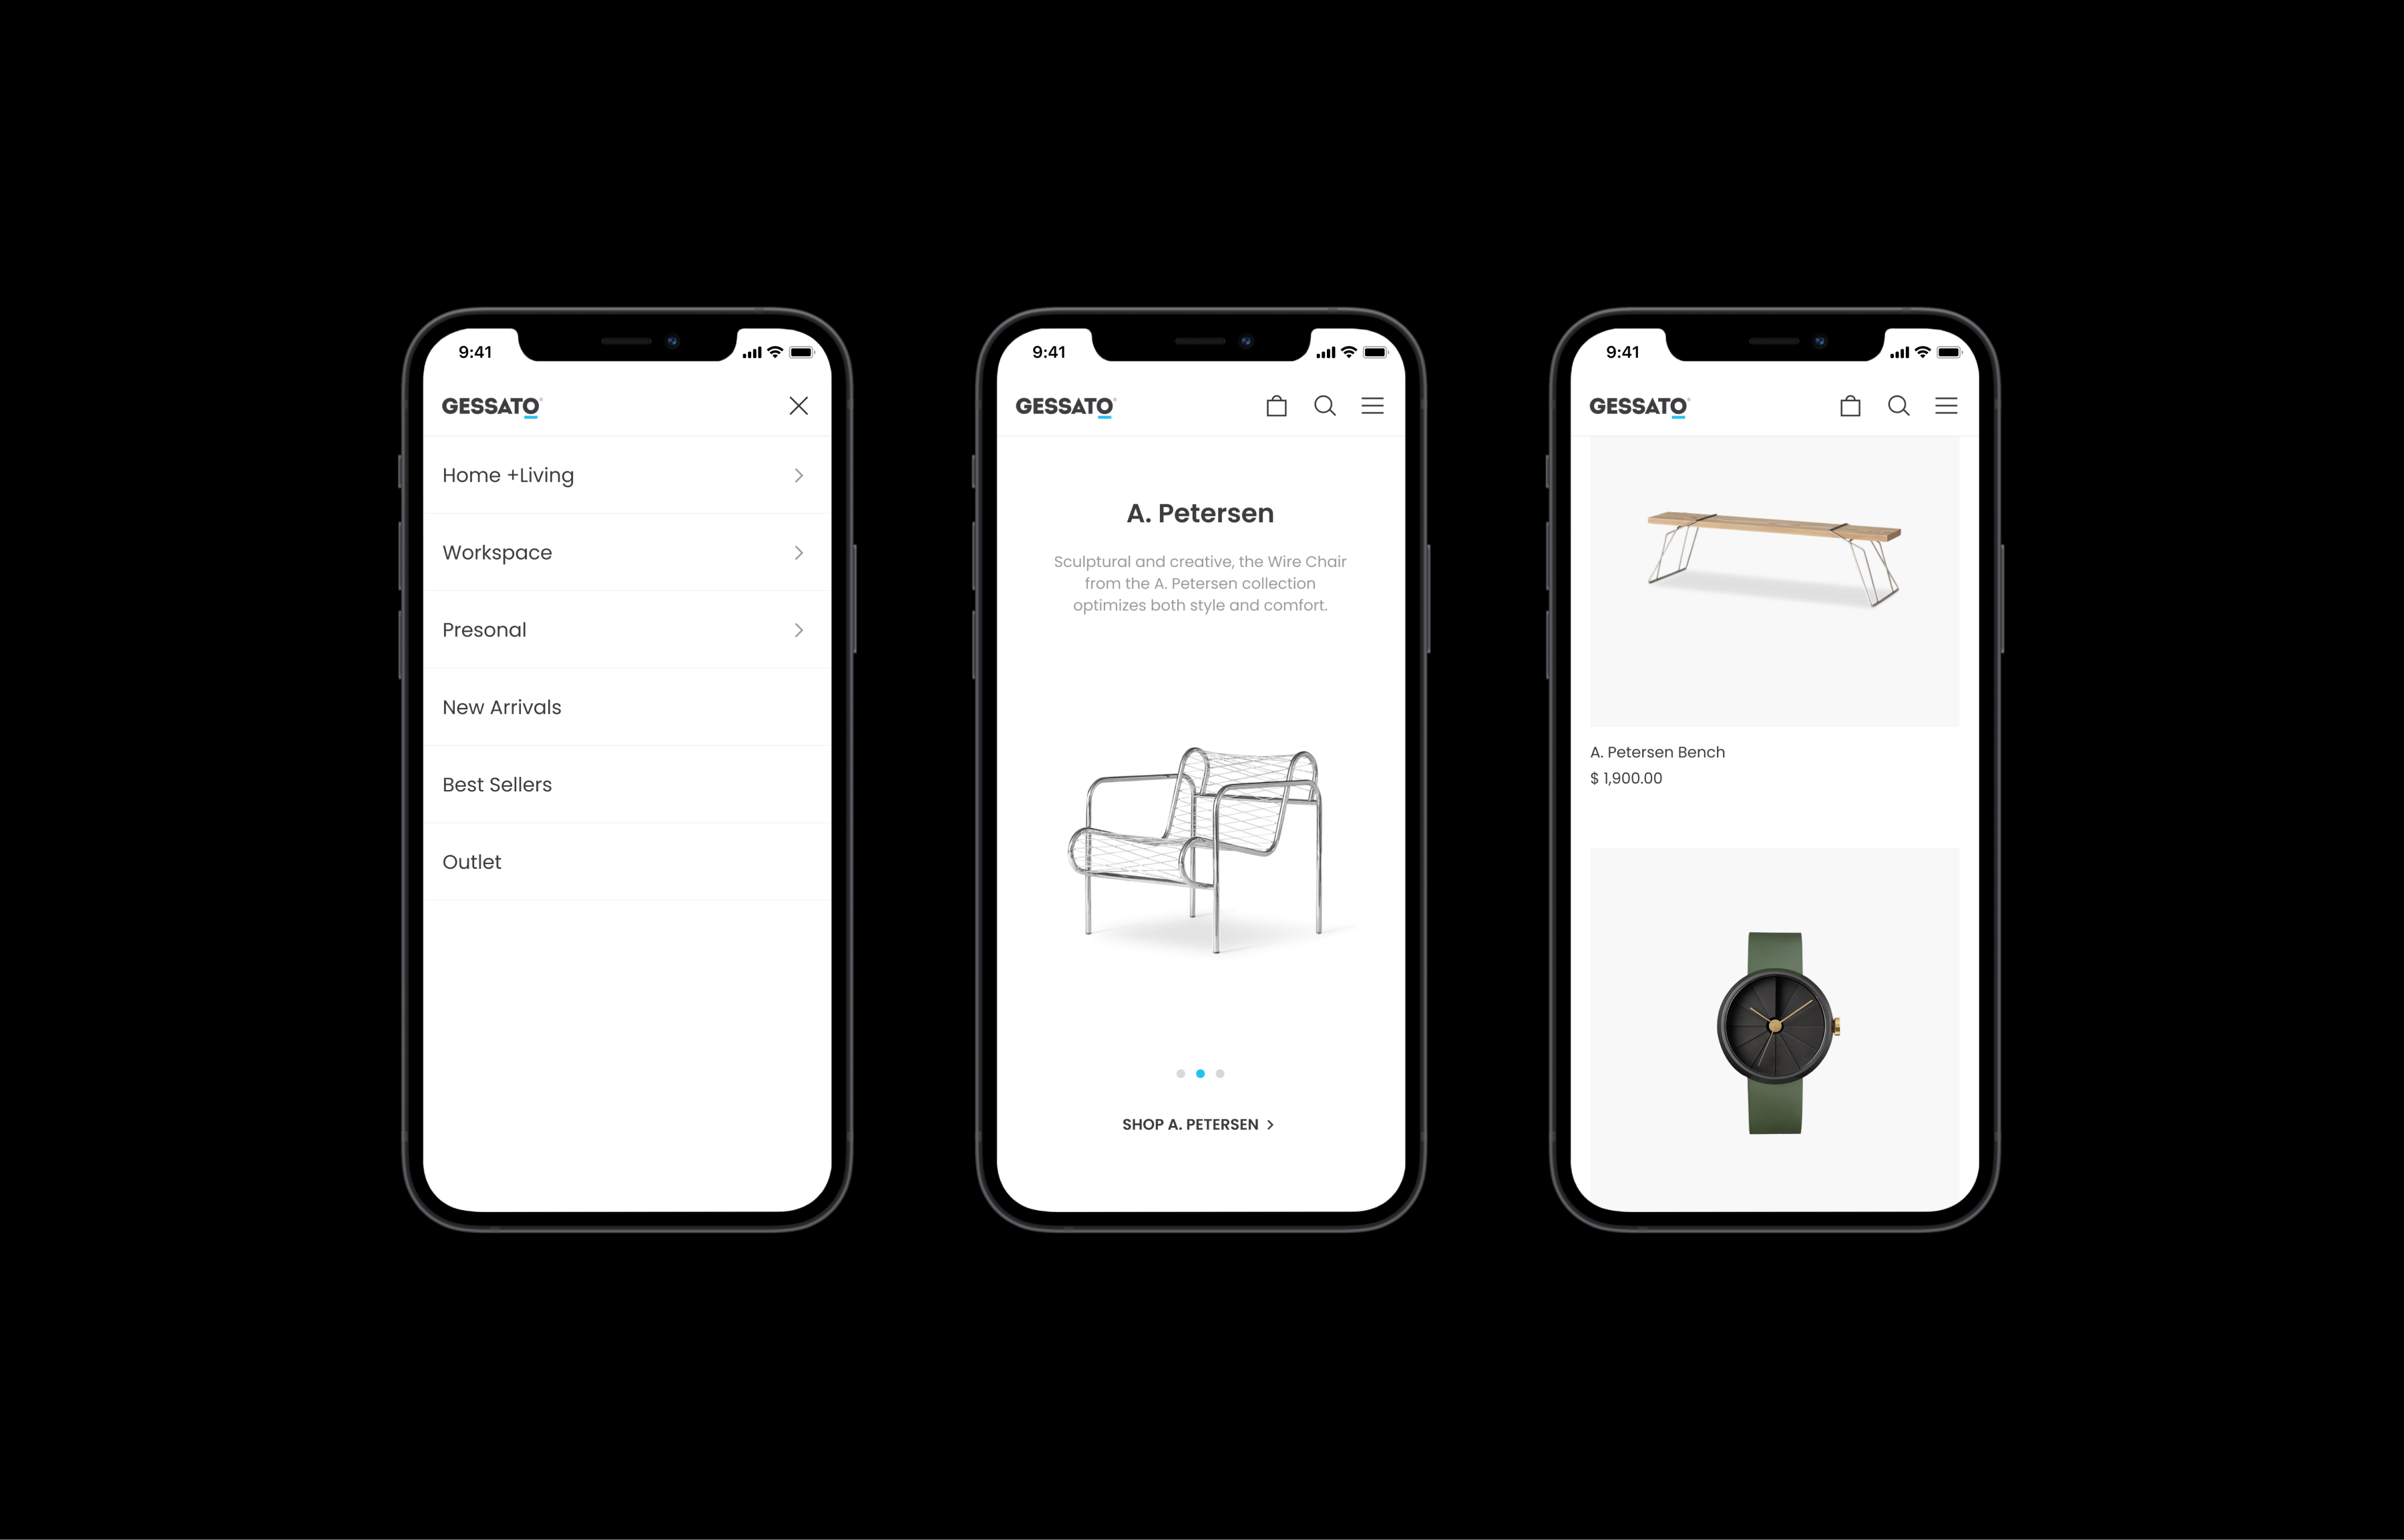 9:41
GESSATO
Home +Living
Workspace
Presonal
New Arrivals
Best Sellers
Outlet
9:41
GESSATO
A. Petersen
Sculptural and creative, the Wire Chair
from the A. Petersen collection
optimizes both style and comfort.
SHOP A. PETERSEN
9:41
GESSATO
A. Petersen Bench
$ 1,900.00